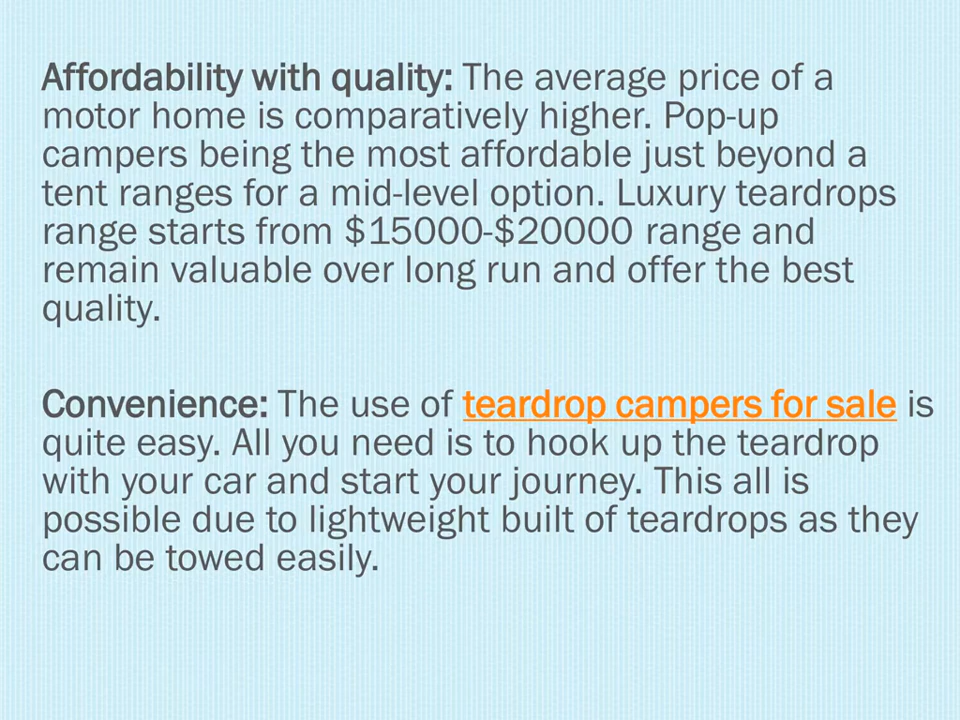 Affordability with quality: The average price of a
motor home is comparatively higher. Pop-up
campers being the most affordable just beyond a
tent ranges for a mid-level option. Luxury teardrops
range starts from $15000-$20000 range and
remain valuable over long run and offer the best
quality.
Convenience: The use of teardrop campers for sale is
quite easy. All you need is to hook up the teardrop
with your car and start your journey. This all is
possible due to lightweight built of teardrops as they
can be towed easily.